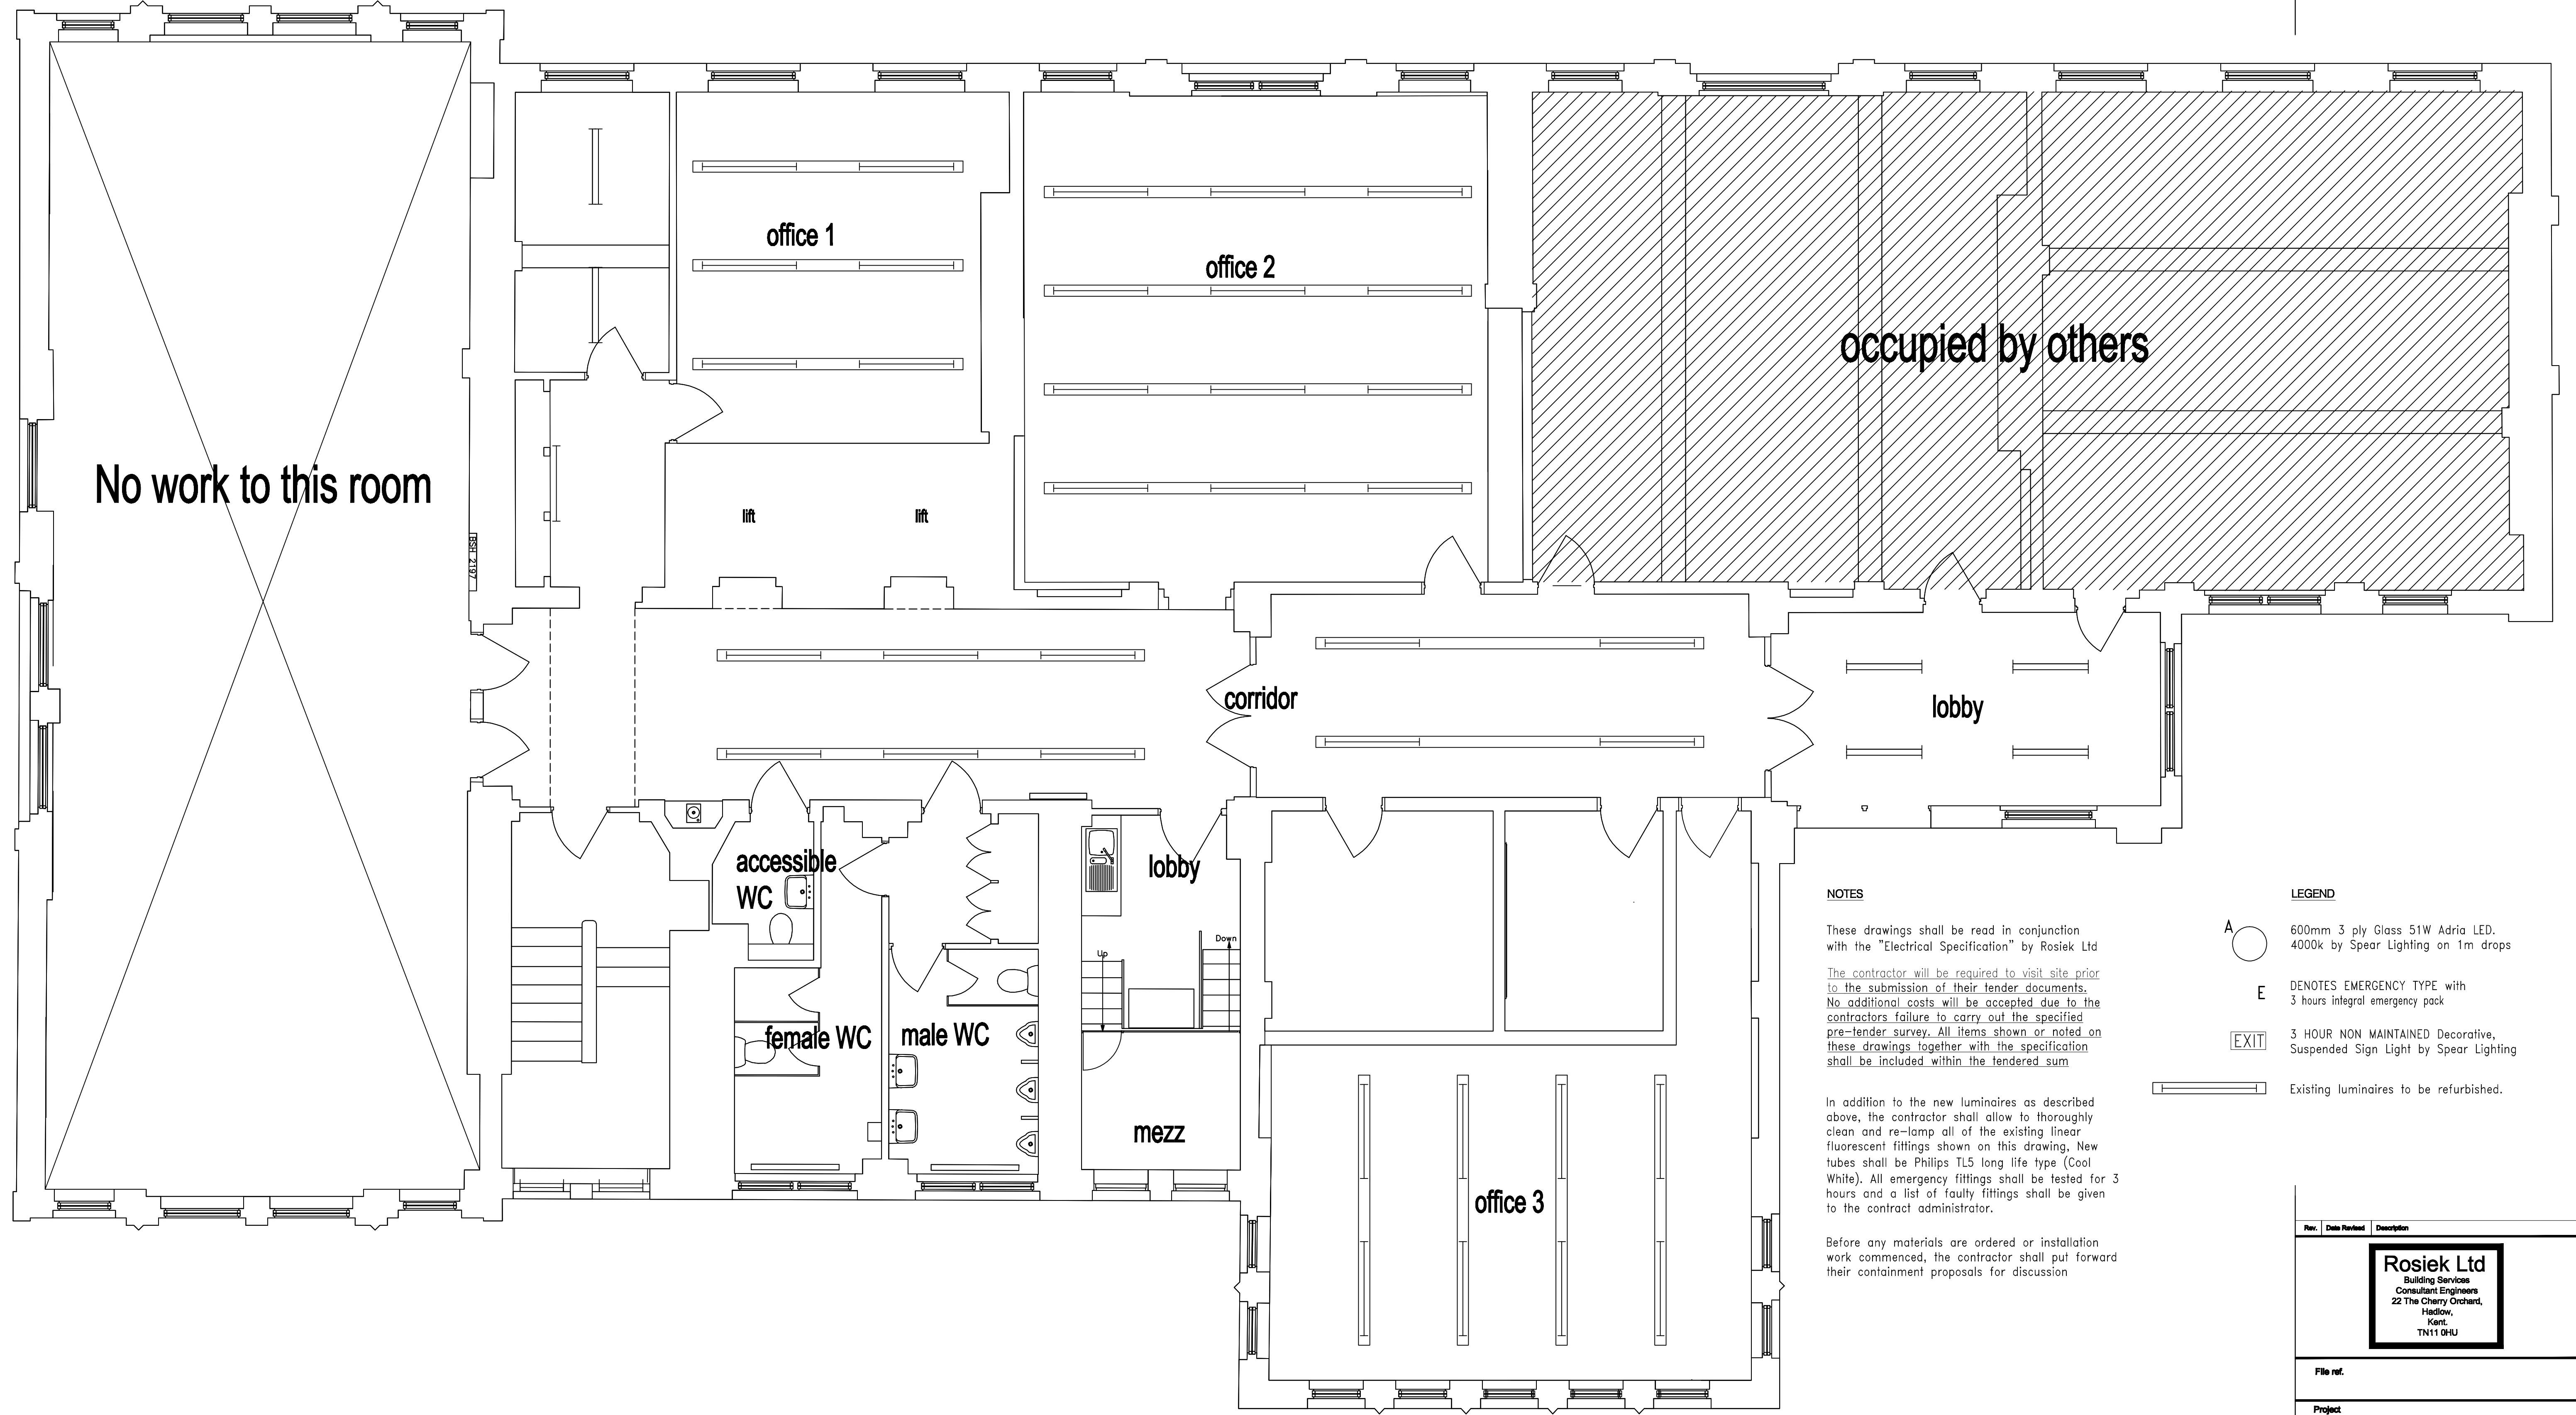 office 1
office 2
occupied by others
No work to this room
lift
lift
BSH 2197
corridor
lobby
accessible
WC
lobby
Up
Down
female WC
male WC
mezz
office 3
NOTES
These drawings shall be read in conjunction
with the "Electrical Specification" by Rosiek Ltd
The contractor will be required to visit site prior
to the submission of their tender documents.
No additional costs will be accepted due to the
contractors failure to carry out the specified
pre-tender survey. All items shown or noted on
these drawings together with the specification
shall be included within the tendered sum
In addition to the new luminaires as described
above, the contractor shall allow to thoroughly
clean and re-lamp all of the existing linear
fluorescent fittings shown on this drawing, New
tubes shall be Philips TL5 long life type (Cool
White). All emergency fittings shall be tested for 3
hours and a list of faulty fittings shall be given
to the contract administrator.
Before any materials are ordered or installation
work commenced, the contractor shall put forward
their containment proposals for discussion
LEGEND
A
600mm 3 ply Glass 51W Adria LED.
4000k by Spear Lighting on 1m drops
E
DENOTES EMERGENCY TYPE with
3 hours integral emergency pack
EXIT
3 HOUR NON MAINTAINED Decorative,
Suspended Sign Light by Spear Lighting
Existing luminaires to be refurbished.
Rev. Date Revised Description
Rosiek Ltd
Building Services
Consultant Engineers
22 The Cherry Orchard,
Hadlow,
Kent.
TN11 0HU
File ref.
Project